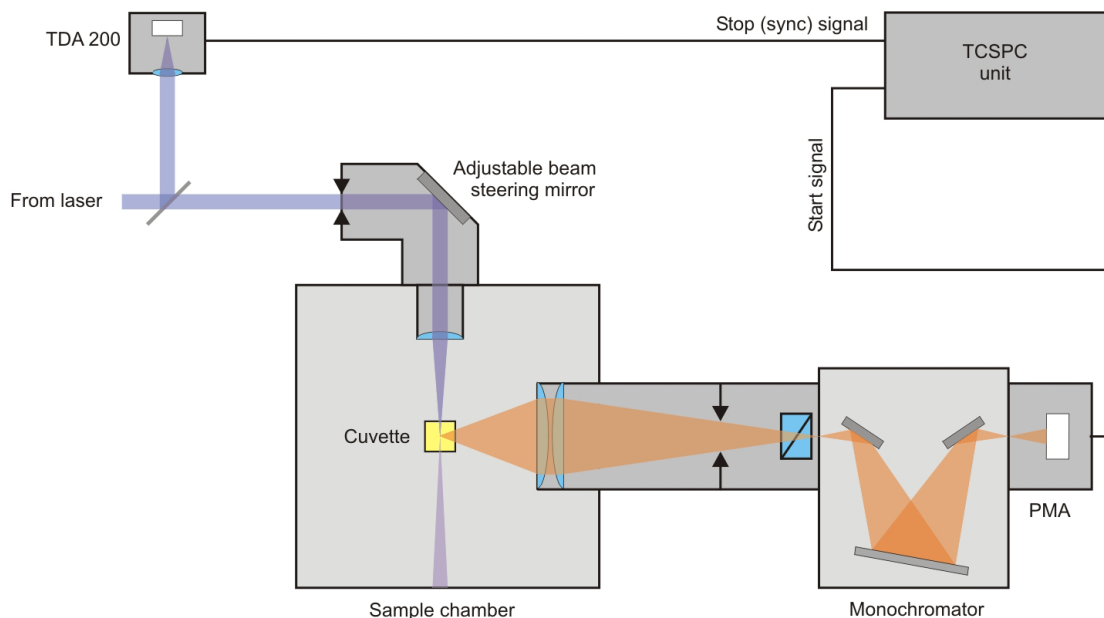 TDA 200
Stop (sync) signal
TCSPC
unit
Start signal
From laser
Adjustable beam
steering mirror
Cuvette
PMA
Sample chamber
Monochromator